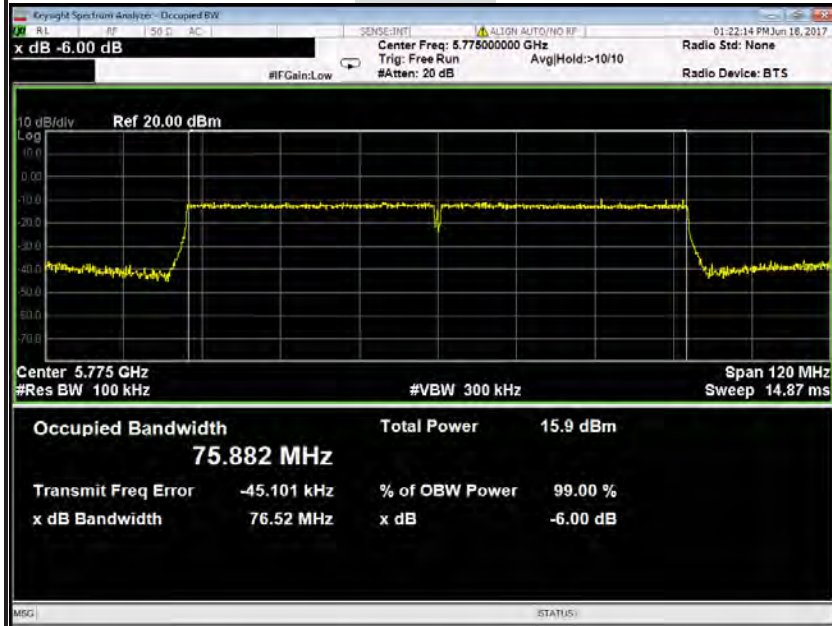 Keysight Spectrum Analyzer - Occupied BW
RL RF 50 Ω AC SENSE:INT ALIGN AUTO/NO RF 01:22:14 PM Jun 18, 2017
x dB -6.00 dB
Center Freq: 5.775000000 GHz
Radio Std: None
Trig: Free Run
Avg|Hold:>10/10
#IFGain:Low
#Atten: 20 dB
Radio Device: BTS
10 dB/div
Ref 20.00 dBm
Log
10.0
0.00
-10.0
-20.0
-30.0
-40.0
-50.0
-60.0
-70.0
Center 5.775 GHz
Span 120 MHz
#Res BW 100 kHz
#VBW 300 kHz
Sweep 14.87 ms
Occupied Bandwidth
Total Power
15.9 dBm
75.882 MHz
Transmit Freq Error
-45.101 kHz
% of OBW Power
99.00 %
x dB Bandwidth
76.52 MHz
x dB
-6.00 dB
MSG
STATUS